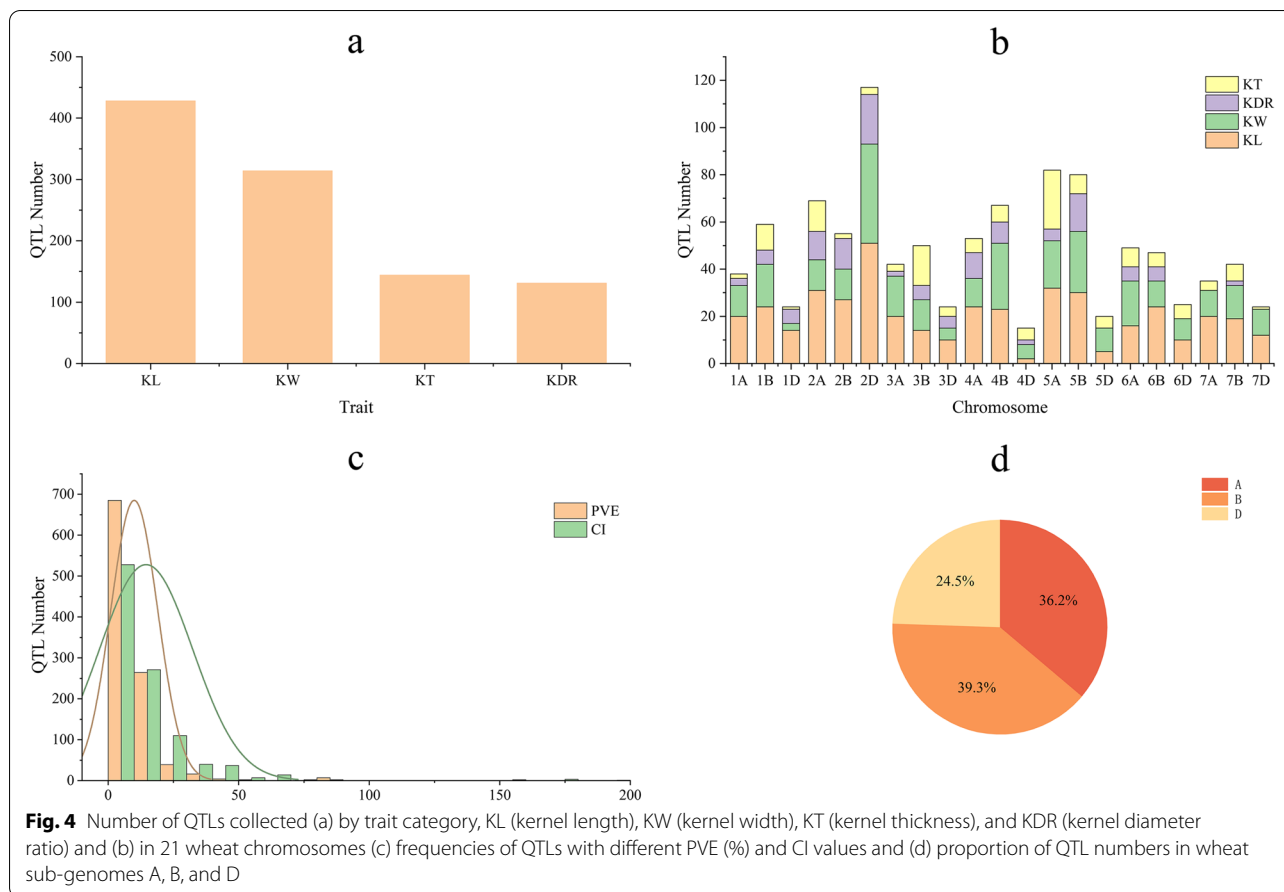 a
500
400
300
200
100
0
QTL Number
KL KW KT KDR
Trait
b
120
100
80
60
40
20
0
QTL Number
KT
KDR
KW
KL
1A 1B 1D 2A 2B 2D 3A 3B 3D 4A 4B 4D 5A 5B 5D 6A 6B 6D 7A 7B 7D
Chromosome
c
700
600
500
400
300
200
100
0
QTL Number
PVE
CI
0 50 100 150 200
d
A
B
D
24.5%
36.2%
39.3%
Fig. 4 Number of QTLs collected (a) by trait category, KL (kernel length), KW (kernel width), KT (kernel thickness), and KDR (kernel diameter
ratio) and (b) in 21 wheat chromosomes (c) frequencies of QTLs with different PVE (%) and CI values and (d) proportion of QTL numbers in wheat
sub-genomes A, B, and D